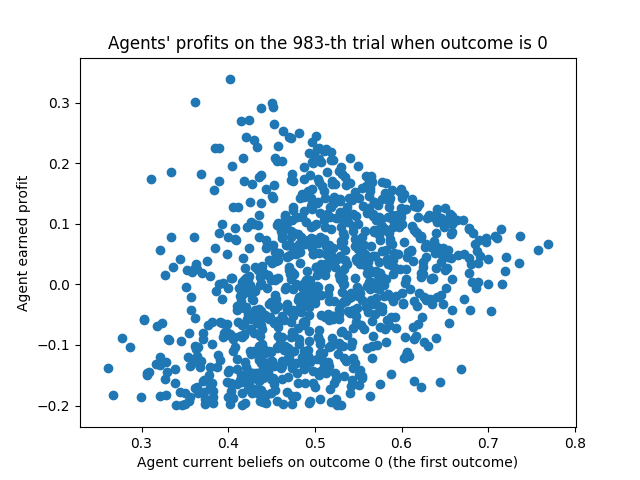 Agents' profits on the 983-th trial when outcome is 0
Agent earned profit
0.3
0.2
0.1
0.0
−0.1
−0.2
0.3 0.4 0.5 0.6 0.7 0.8
Agent current beliefs on outcome 0 (the first outcome)